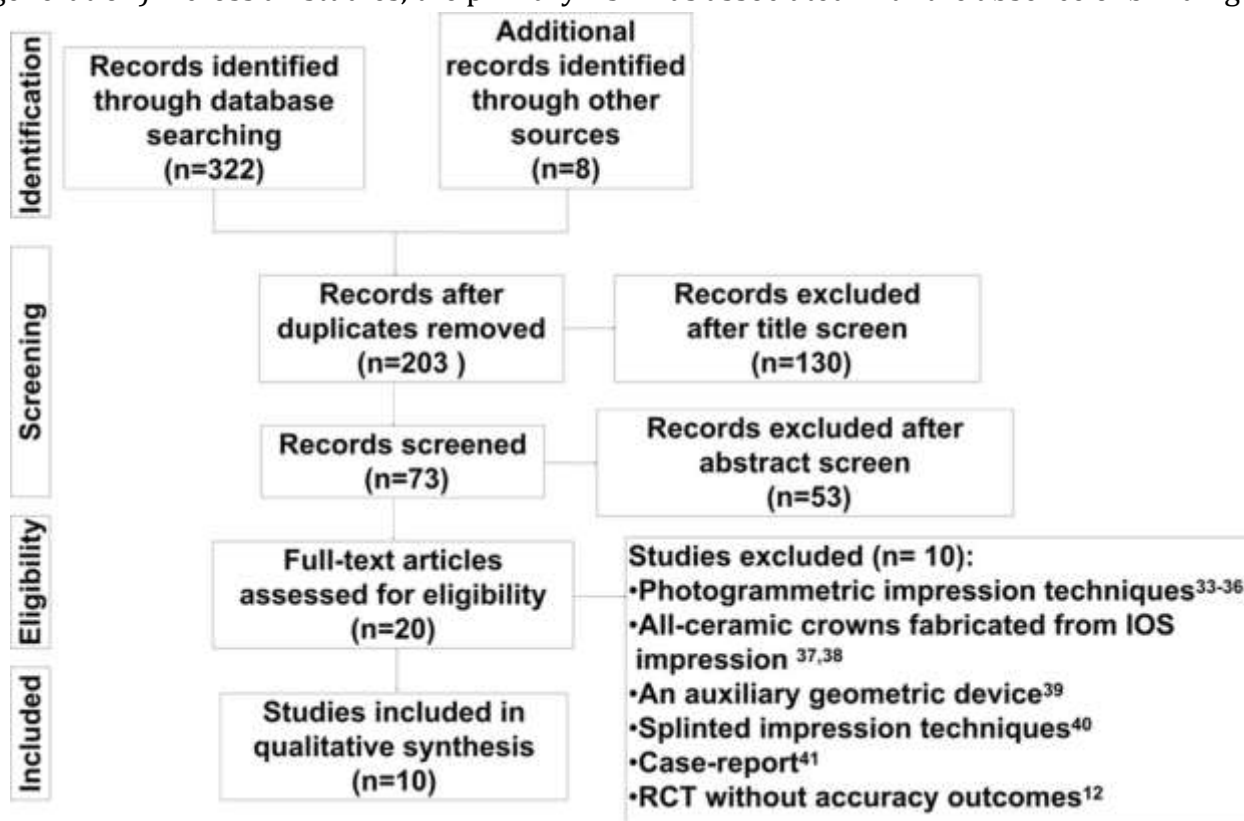 Identification
Records identified
through database
searching
(n=322)
Additional
records identified
through other
sources
(n=8)
Screening
Records after
duplicates removed
(n=203 )
Records excluded
after title screen
(n=130)
Records screened
(n=73)
Records excluded after
abstract screen
(n=53)
Eligibility
Full-text articles
assessed for eligibility
(n=20)
Studies excluded (n= 10):
•Photogrammetric impression techniques33-36
•All-ceramic crowns fabricated from IOS
impression 37,38
•An auxiliary geometric device39
•Splinted impression techniques40
•Case-report41
•RCT without accuracy outcomes12
Included
Studies included in
qualitative synthesis
(n=10)